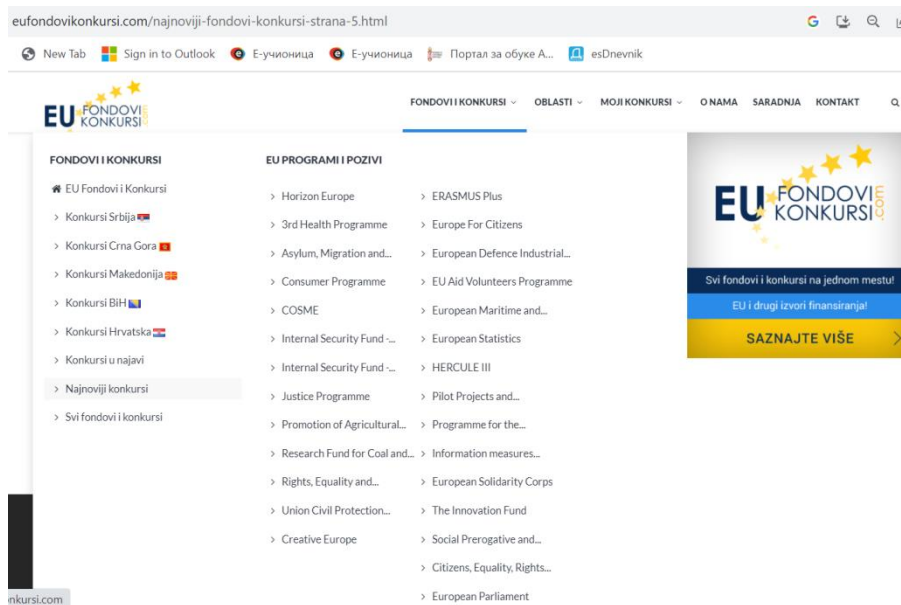 eufondovikonkursi.com/najnoviji-fondovi-konkursi-strana-5.html
New Tab Sign in to Outlook Е-учионица Е-учионица Портал за обуке А... esDnevnik
EU FONDOVI KONKURSI .com
FONDOVI I KONKURSI OBLASTI MOJI KONKURSI O NAMA SARADNJA KONTAKT
FONDOVI I KONKURSI
EU Fondovi i Konkursi
Konkursi Srbija
Konkursi Crna Gora
Konkursi Makedonija
Konkursi BiH
Konkursi Hrvatska
Konkursi u najavi
Najnoviji konkursi
Svi fondovi i konkursi
EU PROGRAMI I POZIVI
Horizon Europe
3rd Health Programme
Asylum, Migration and...
Consumer Programme
COSME
Internal Security Fund -...
Internal Security Fund -...
Justice Programme
Promotion of Agricultural...
Research Fund for Coal and...
Rights, Equality and...
Union Civil Protection...
Creative Europe
ERASMUS Plus
Europe For Citizens
European Defence Industrial...
EU Aid Volunteers Programme
European Maritime and...
European Statistics
HERCULE III
Pilot Projects and...
Programme for the...
Information measures...
European Solidarity Corps
The Innovation Fund
Social Prerogative and...
Citizens, Equality, Rights...
European Parliament
EU FONDOVI
KONKURSI .com
Svi fondovi i konkursi na jednom mestu!
EU i drugi izvori finansiranja!
SAZNAJTE VIŠE
nkursi.com